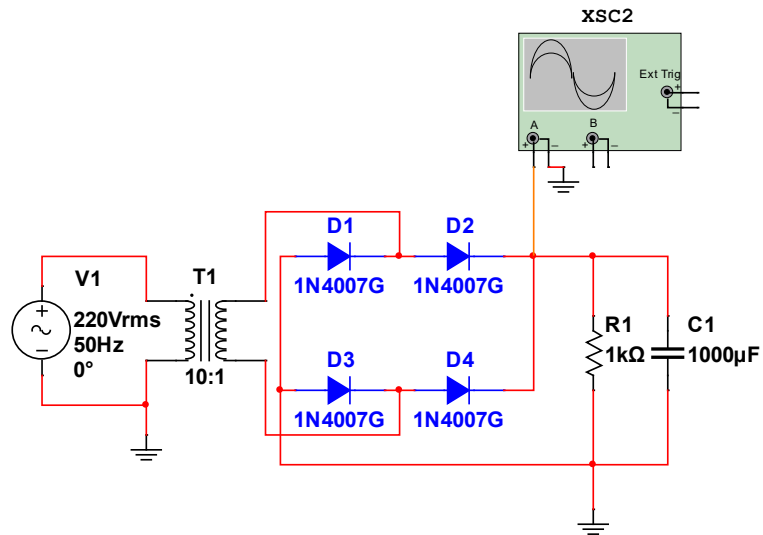 XSC2
Ext Trig
+
−
A
B
+ −
+ −
D1
D2
1N4007G
1N4007G
V1
T1
+
−
220Vrms
50Hz
0°
10:1
R1
1kΩ
C1
1000µF
D3
D4
1N4007G
1N4007G